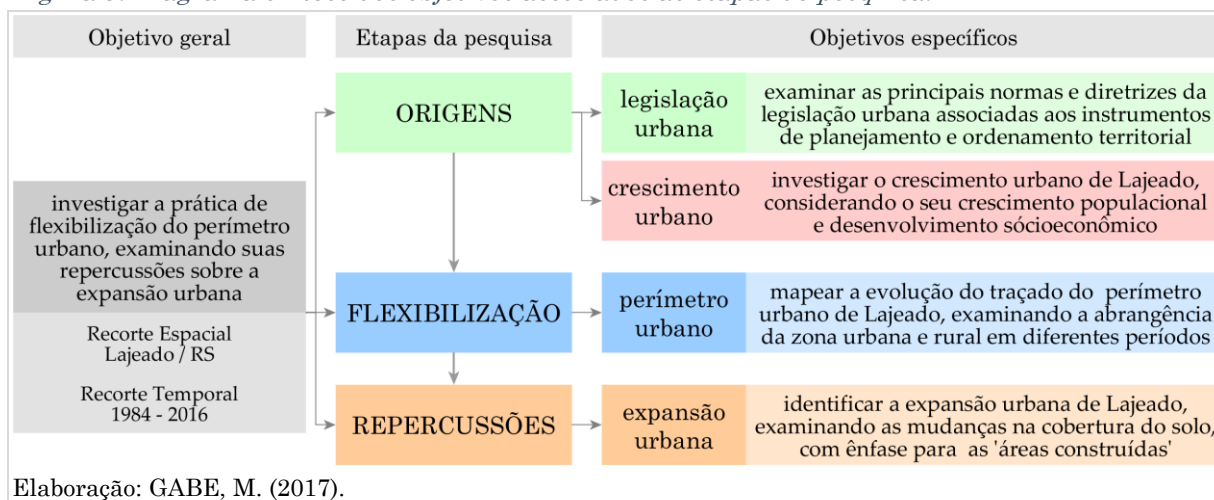 Objetivo geral
Etapas da pesquisa
Objetivos específicos
investigar a prática de
flexibilização do perímetro
urbano, examinando suas
repercussões sobre a
expansão urbana
Recorte Espacial
Lajeado / RS
Recorte Temporal
1984 - 2016
ORIGENS
legislação
urbana
examinar as principais normas e diretrizes da
legislação urbana associadas aos instrumentos
de planejamento e ordenamento territorial
crescimento
urbano
investigar o crescimento urbano de Lajeado,
considerando o seu crescimento populacional
e desenvolvimento sócioeconômico
FLEXIBILIZAÇÃO
perímetro
urbano
mapear a evolução do traçado do perímetro
urbano de Lajeado, examinando a abrangência
da zona urbana e rural em diferentes períodos
REPERCUSSÕES
expansão
urbana
identificar a expansão urbana de Lajeado,
examinando as mudanças na cobertura do solo,
com ênfase para as 'áreas construídas'
Elaboração: GABE, M. (2017).